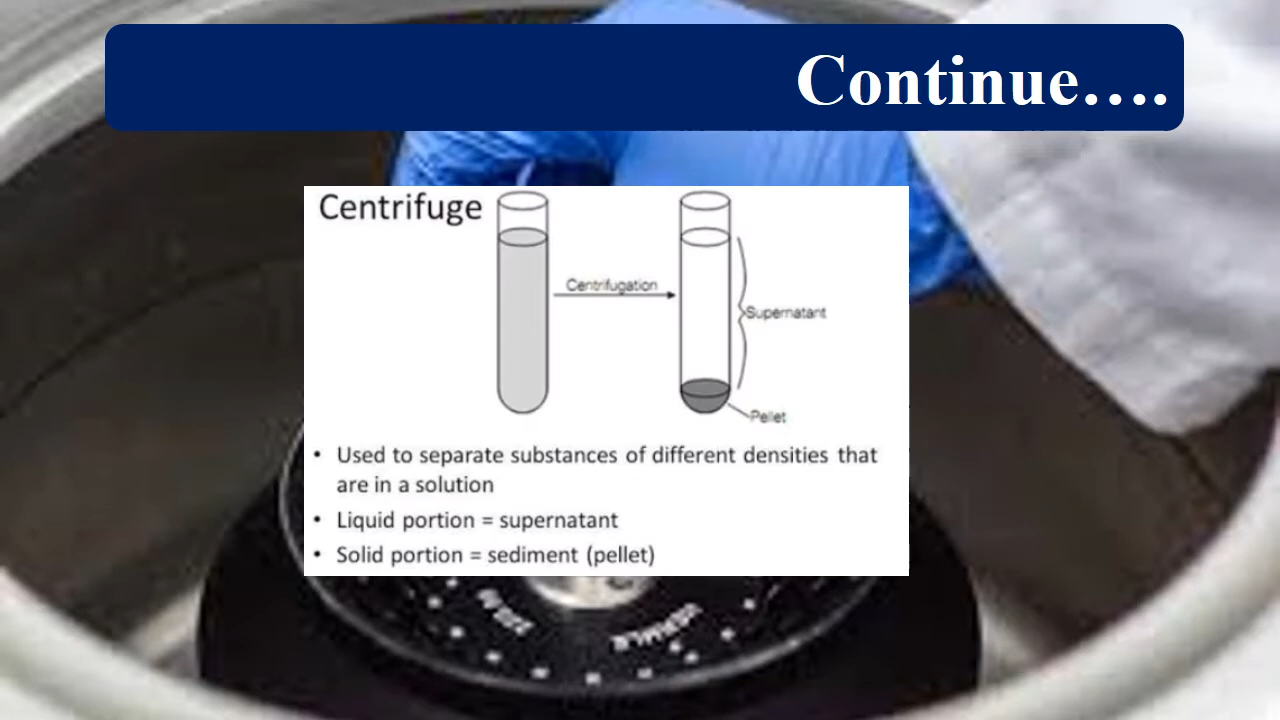 Continue….
Centrifuge
Centrifugation
Supernatant
Pellet
• Used to separate substances of different densities that
are in a solution
• Liquid portion = supernatant
• Solid portion = sediment (pellet)
HERMLE